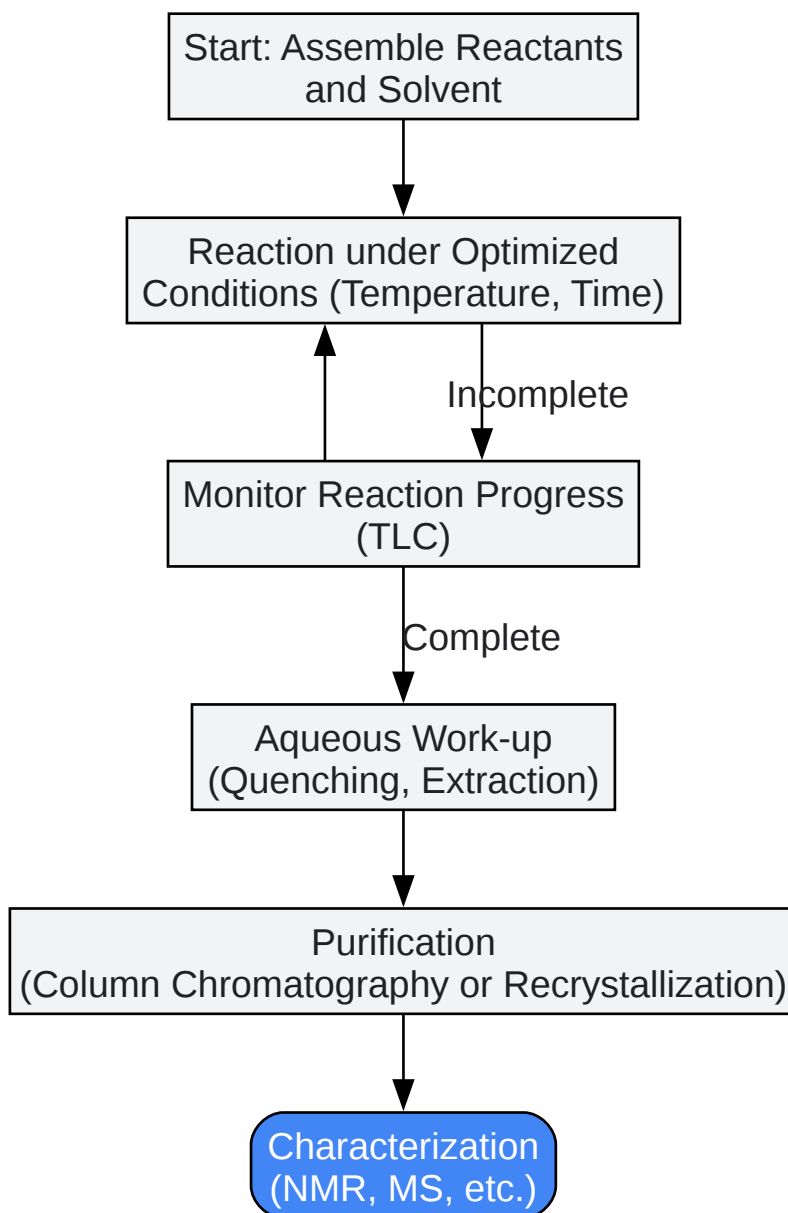 Start: Assemble Reactants
and Solvent
Reaction under Optimized
Conditions (Temperature, Time)
Incomplete
Monitor Reaction Progress
(TLC)
Complete
Aqueous Work-up
(Quenching, Extraction)
Purification
(Column Chromatography or Recrystallization)
Characterization
(NMR, MS, etc.)